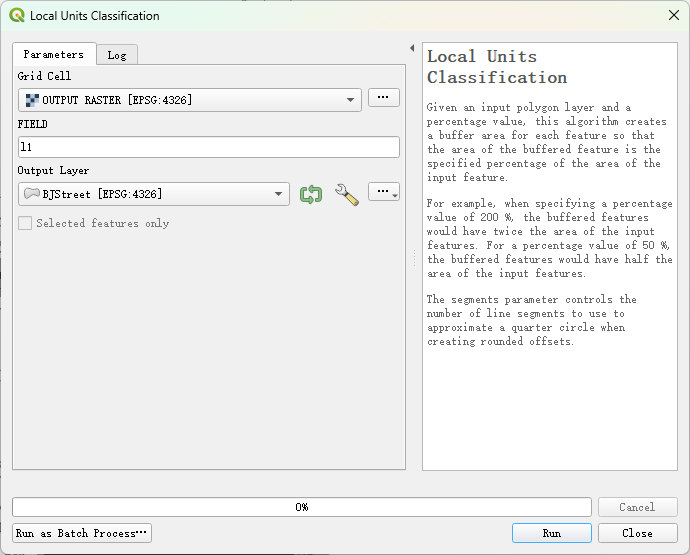 Local Units Classification
Parameters
Log
Grid Cell
OUTPUT RASTER [EPSG:4326]
...
FIELD
l1
Output Layer
BJStreet [EPSG:4326]
...
Selected features only
Local Units
Classification
Given an input polygon layer and a
percentage value, this algorithm creates
a buffer area for each feature so that
the area of the buffered feature is the
specified percentage of the area of the
input feature.
For example, when specifying a percentage
value of 200 %, the buffered features
would have twice the area of the input
features. For a percentage value of 50 %,
the buffered features would have half the
area of the input features.
The segments parameter controls the
number of line segments to use to
approximate a quarter circle when
creating rounded offsets.
0%
Cancel
Run as Batch Process…
Run
Close